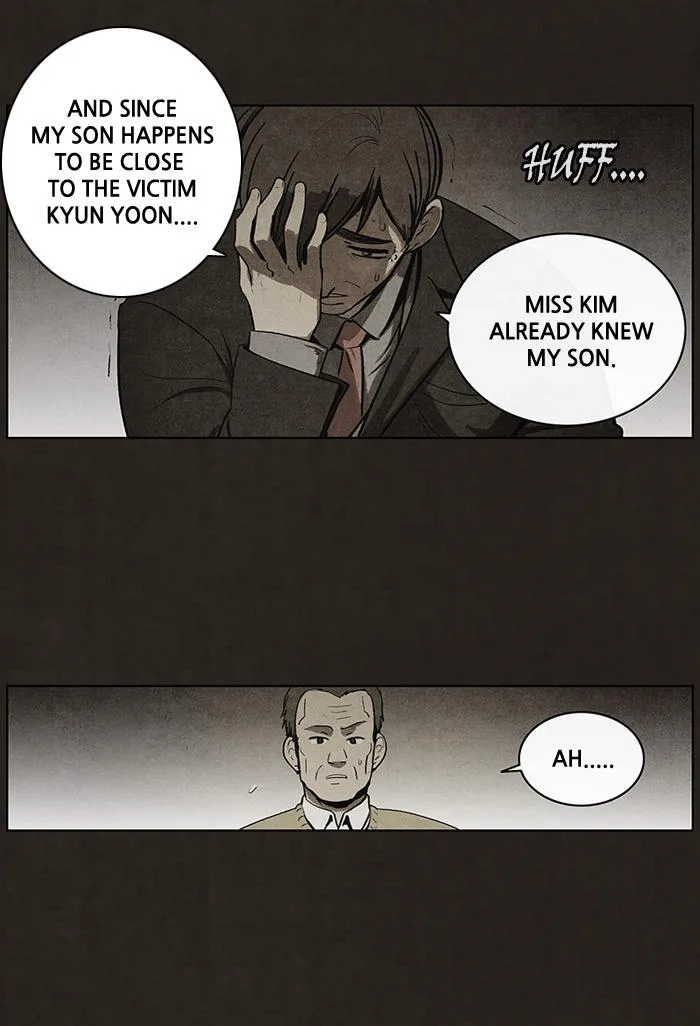 AND SINCE
MY SON HAPPENS
TO BE CLOSE
TO THE VICTIM
KYUN YOON....
HUFF....
MISS KIM
ALREADY KNEW
MY SON.
AH.....